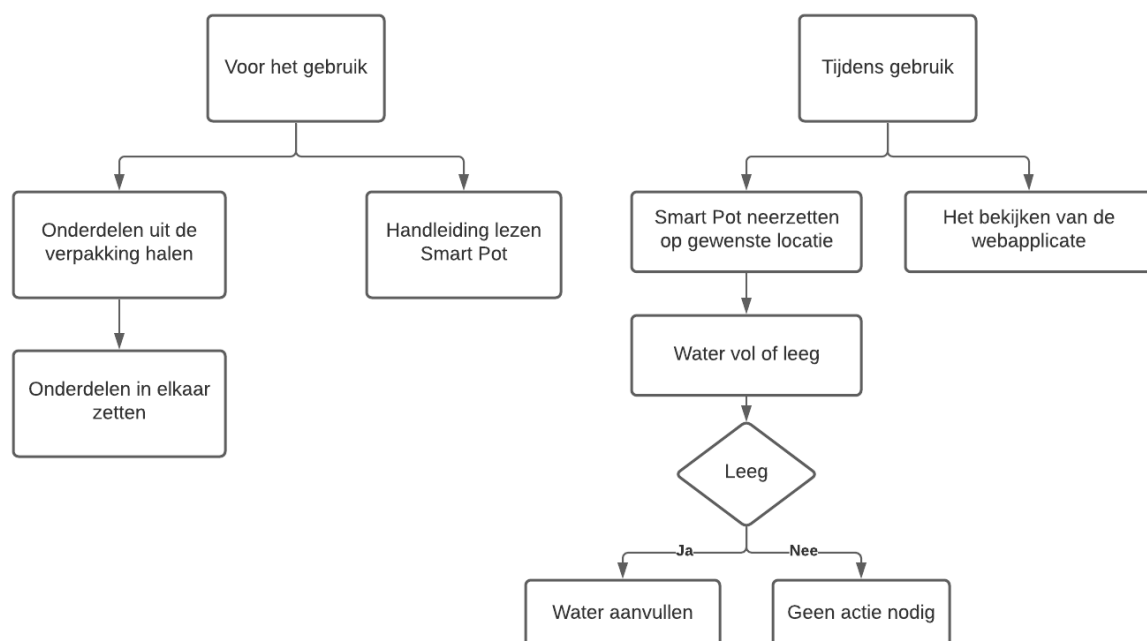 Voor het gebruik
Tijdens gebruik
Onderdelen uit de
verpakking halen
Handleiding lezen
Smart Pot
Smart Pot neerzetten
op gewenste locatie
Het bekijken van de
webapplicate
Onderdelen in elkaar
zetten
Water vol of leeg
Leeg
Ja
Nee
Water aanvullen
Geen actie nodig